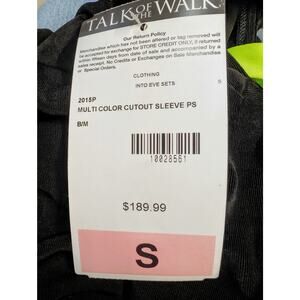 TALK OF THE WALK
Our Return Policy
Merchandise which has not been altered or tag removed will
be accepted for exchange for STORE CREDIT ONLY, if returned
within fifteen days from date of sale and accompanied by a
sales receipt. No Credits or Exchanges on Sale Merchandise
or Special Orders.
CLOTHING
INTO EVE SETS S
2015P
MULTI COLOR CUTOUT SLEEVE PS
B/M
10028561
$189.99
S